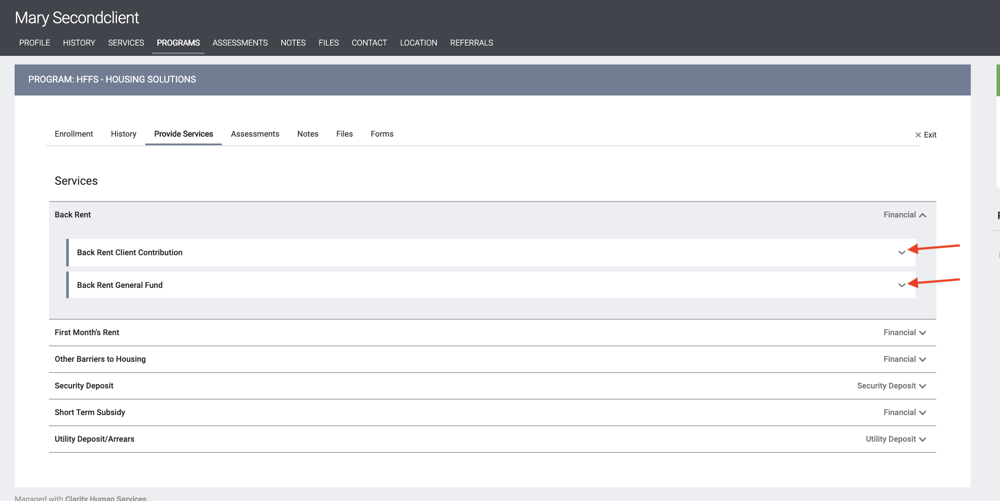 Mary Secondclient
PROFILE HISTORY SERVICES PROGRAMS ASSESSMENTS NOTES FILES CONTACT LOCATION REFERRALS
PROGRAM: HFFS - HOUSING SOLUTIONS
Enrollment History Provide Services Assessments Notes Files Forms Exit
Services
Back Rent Financial
Back Rent Client Contribution
Back Rent General Fund
First Month's Rent Financial
Other Barriers to Housing Financial
Security Deposit Security Deposit
Short Term Subsidy Financial
Utility Deposit/Arrears Utility Deposit
Managed with Clarity Human Services